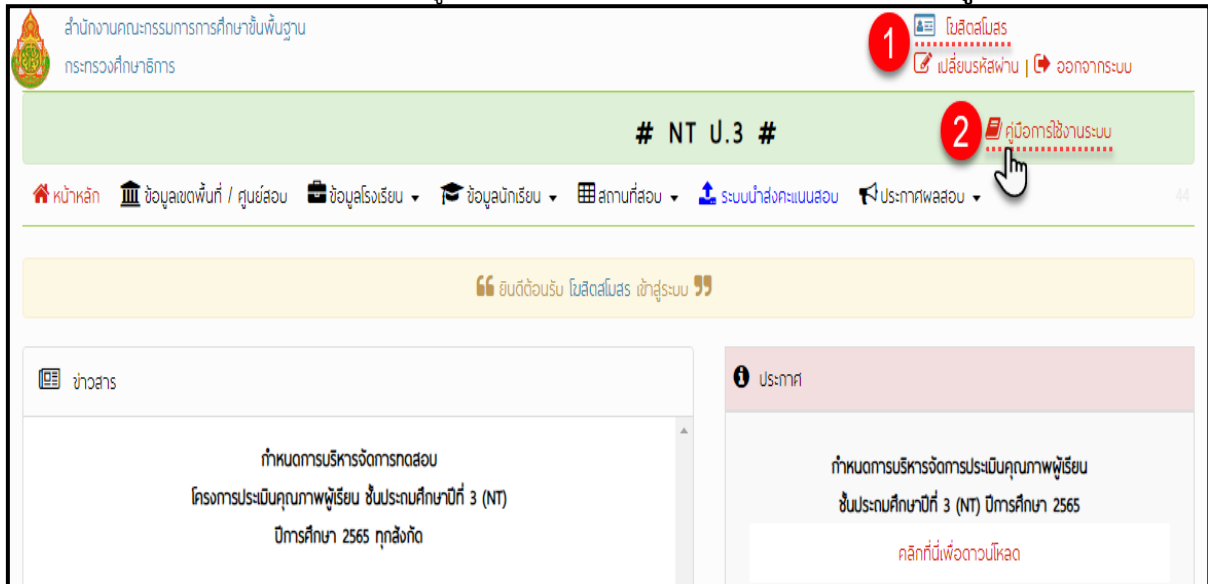 สำนักงานคณะกรรมการการศึกษาขั้นพื้นฐาน
กระทรวงศึกษาธิการ
1
โฆสิตสโมสร
เปลี่ยนรหัสผ่าน | ออกจากระบบ
# NT ป.3 #
2
คู่มือการใช้งานระบบ
หน้าหลัก ข้อมูลเขตพื้นที่ / ศูนย์สอบ ข้อมูลโรงเรียน ข้อมูลนักเรียน สถานที่สอบ ระบบนำส่งคะแนนสอบ ประกาศผลสอบ 44
❝ ยินดีต้อนรับ โฆสิตสโมสร เข้าสู่ระบบ ❞
ข่าวสาร
กำหนดการบริหารจัดการทดสอบ
โครงการประเมินคุณภาพผู้เรียน ชั้นประถมศึกษาปีที่ 3 (NT)
ปีการศึกษา 2565 ทุกสังกัด
ประกาศ
กำหนดการบริหารจัดการประเมินคุณภาพผู้เรียน
ชั้นประถมศึกษาปีที่ 3 (NT) ปีการศึกษา 2565
คลิกที่นี่เพื่อดาวน์โหลด